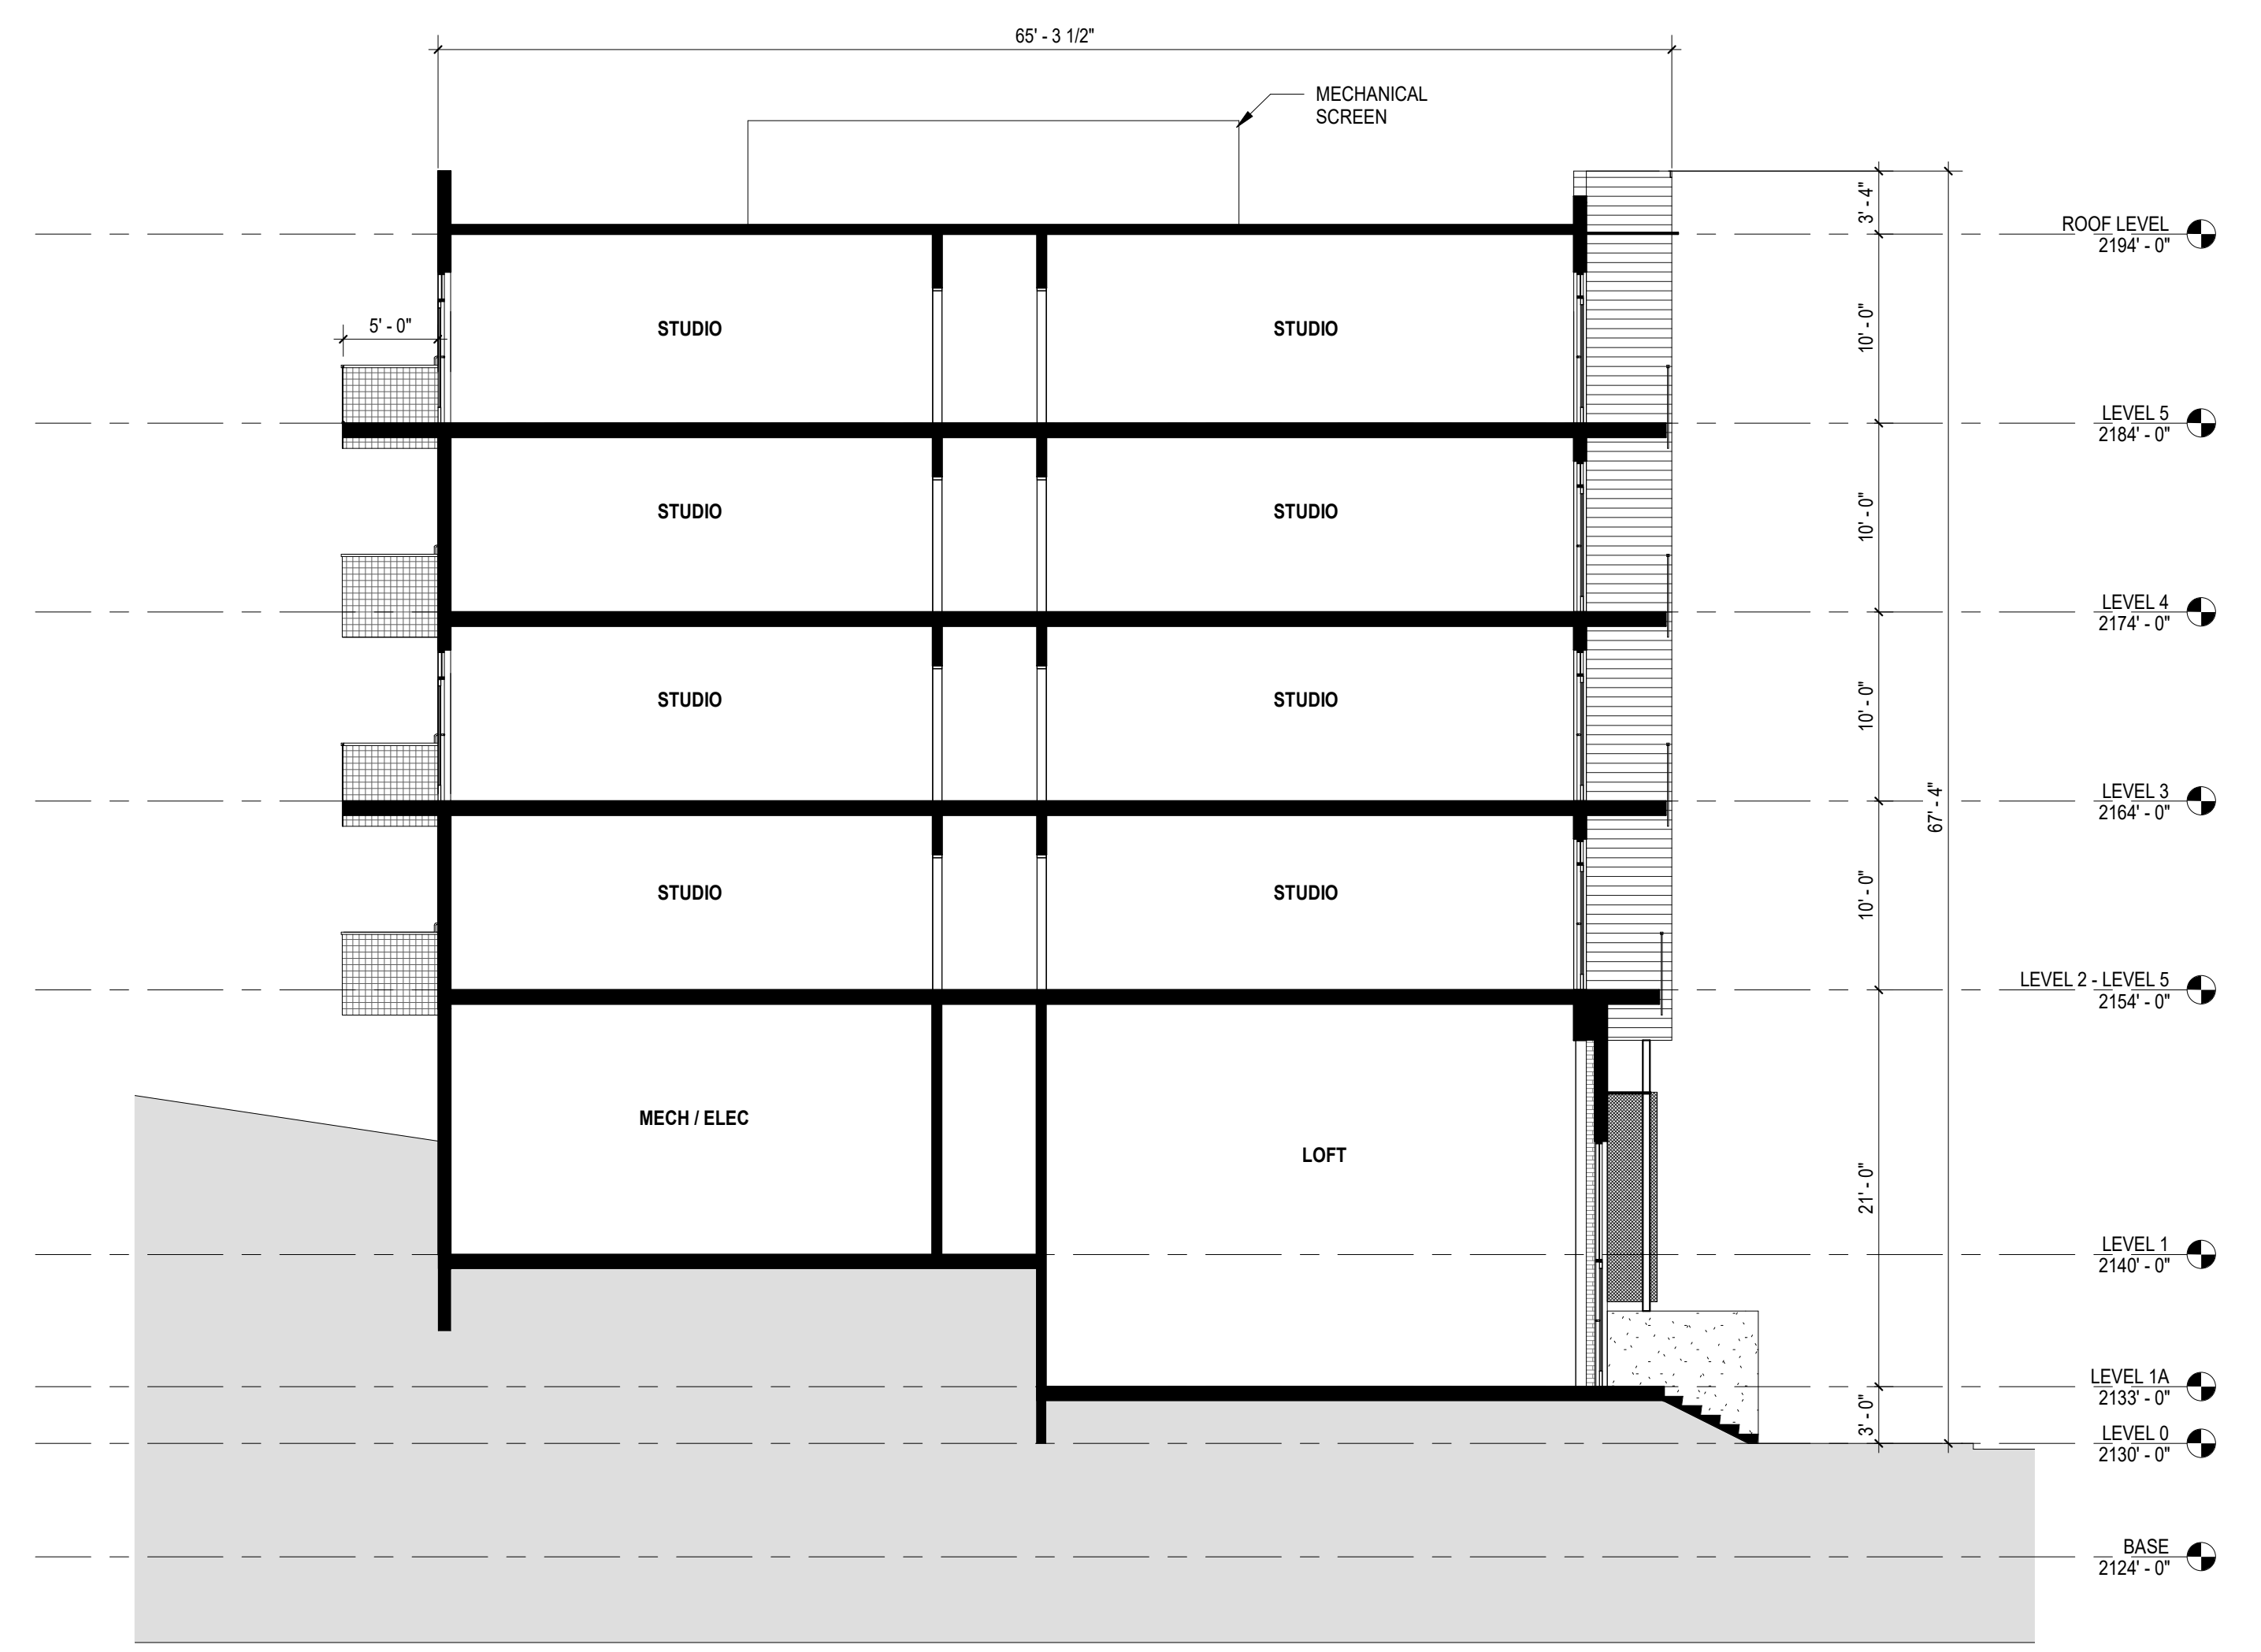 65' - 3 1/2"
MECHANICAL
SCREEN
3' - 4"
ROOF LEVEL
2194' - 0"
5' - 0"
STUDIO
STUDIO
10' - 0"
LEVEL 5
2184' - 0"
STUDIO
STUDIO
10' - 0"
LEVEL 4
2174' - 0"
STUDIO
STUDIO
10' - 0"
LEVEL 3
2164' - 0"
67' - 4"
STUDIO
STUDIO
10' - 0"
LEVEL 2 - LEVEL 5
2154' - 0"
MECH / ELEC
LOFT
21' - 0"
LEVEL 1
2140' - 0"
LEVEL 1A
2133' - 0"
3' - 0"
LEVEL 0
2130' - 0"
BASE
2124' - 0"